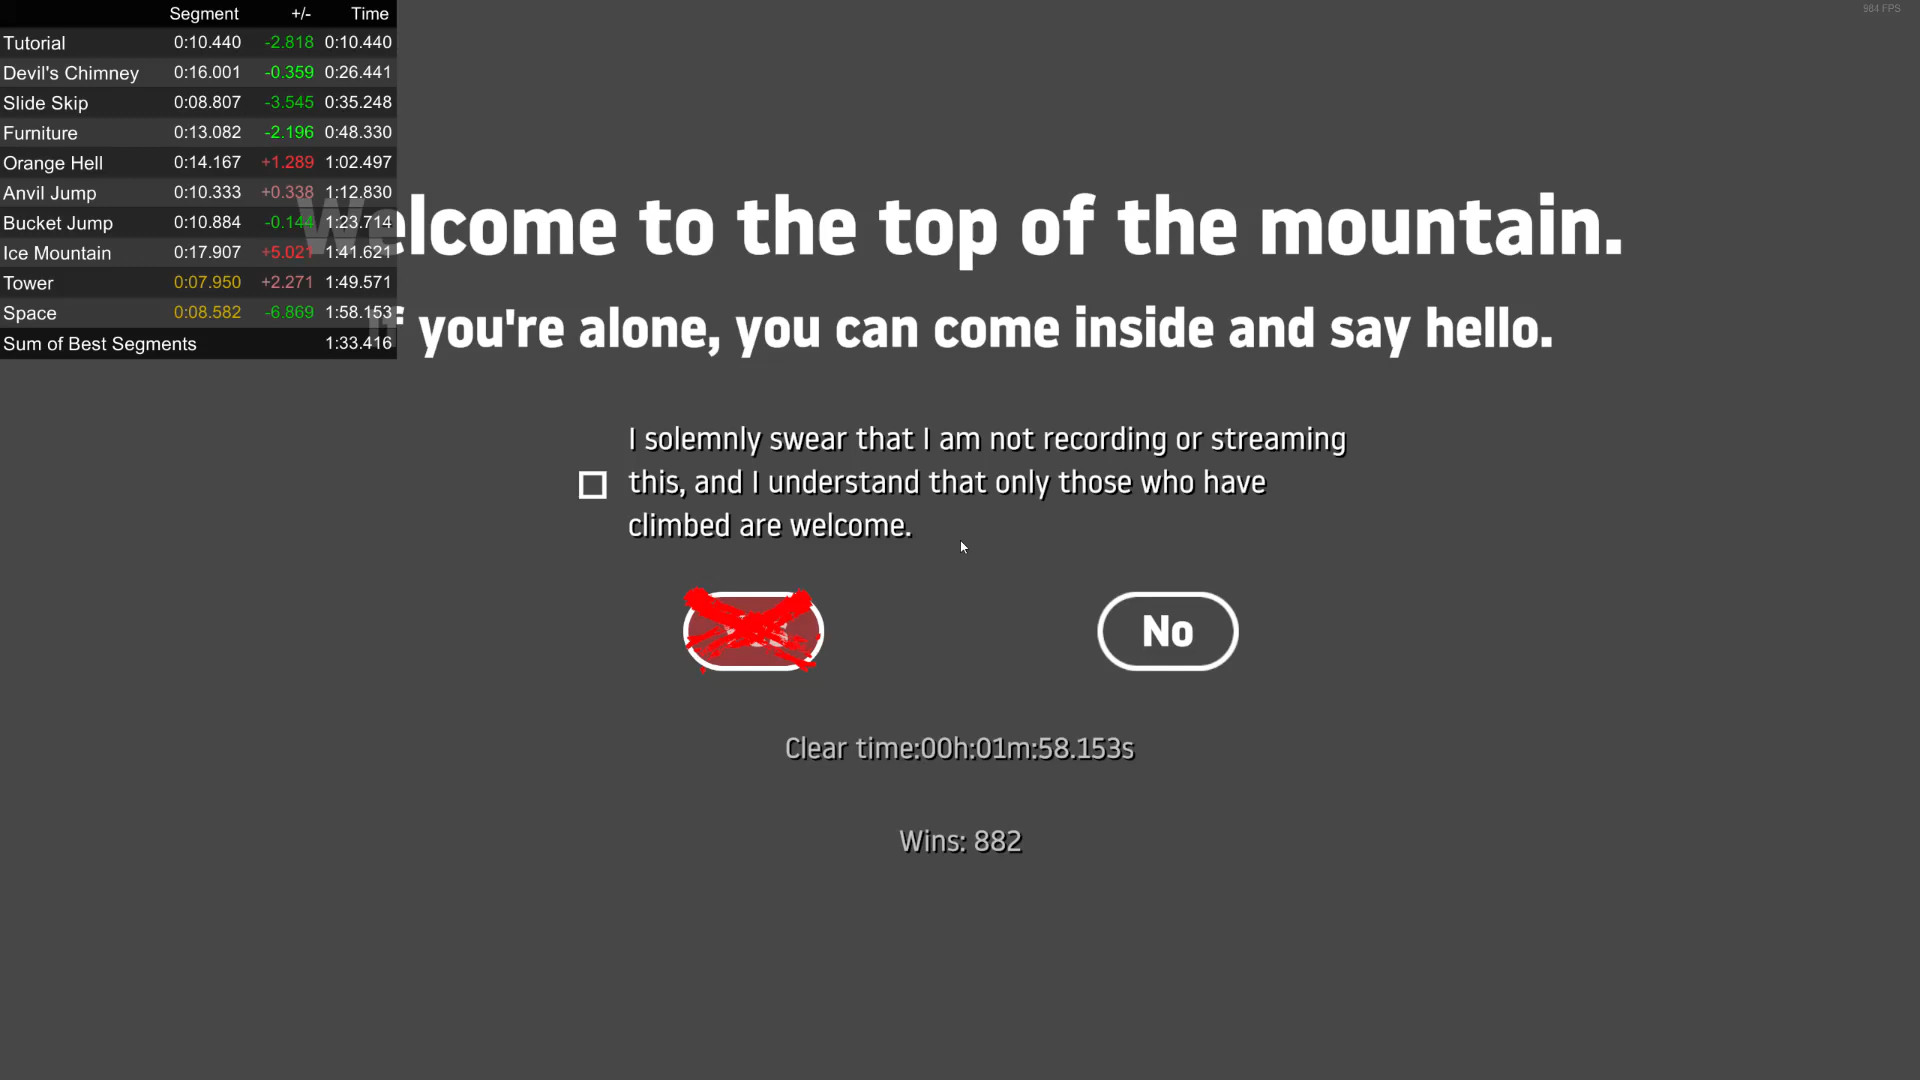 Segment +/- Time
Tutorial 0:10.440 -2.818 0:10.440
Devil's Chimney 0:16.001 -0.359 0:26.441
Slide Skip 0:08.807 -3.545 0:35.248
Furniture 0:13.082 -2.196 0:48.330
Orange Hell 0:14.167 +1.289 1:02.497
Anvil Jump 0:10.333 +0.338 1:12.830
Bucket Jump 0:10.884 -0.144 1:23.714
Ice Mountain 0:17.907 +5.027 1:41.621
Tower 0:07.950 +2.271 1:49.571
Space 0:08.582 -6.869 1:58.153
Sum of Best Segments 1:33.416
984 FPS
Welcome to the top of the mountain.
If you're alone, you can come inside and say hello.
I solemnly swear that I am not recording or streaming
this, and I understand that only those who have
climbed are welcome.
No
Clear time:00h:01m:58.153s
Wins: 882